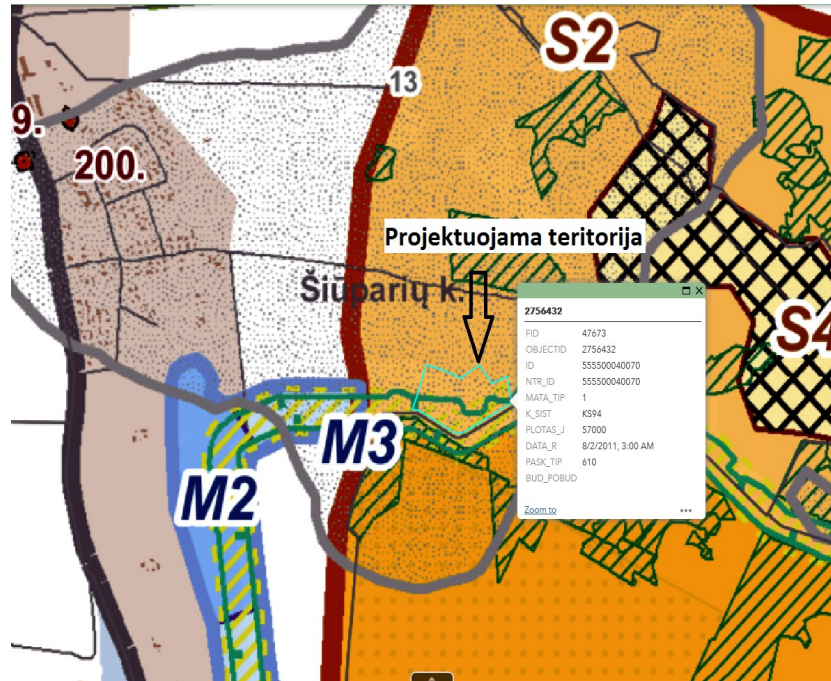 S2
13
9.
200.
Projektuojama teritorija
Šiūparių k.
2756432
FID 47673
OBJECTID 2756432
ID 555500040070
NTR_ID 555500040070
MATA_TIP 1
K_SIST KS94
PLOTAS_J 57000
DATA_R 8/2/2011, 3:00 AM
PASK_TIP 610
BUD_POBUD
Zoom to
S4
M3
M2